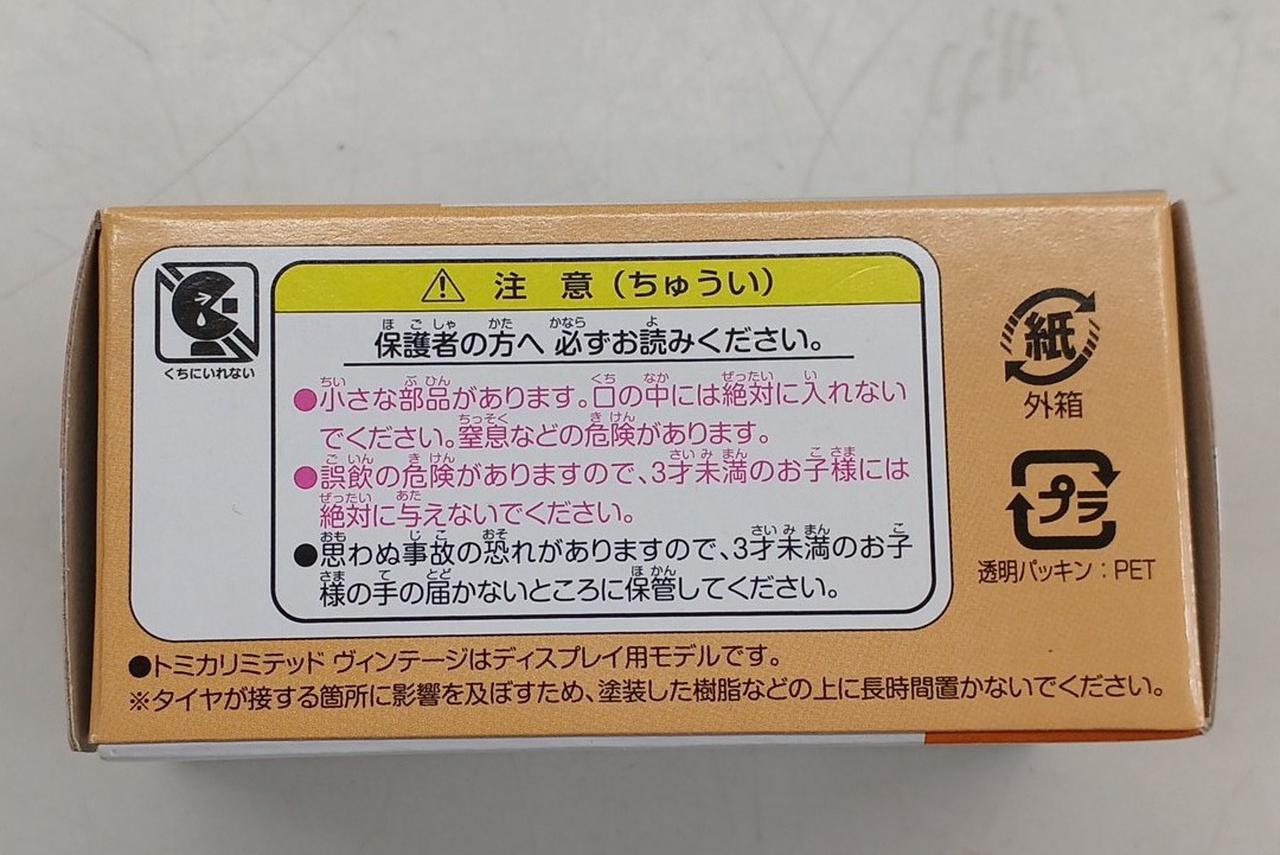 くちにいれない
⚠ 注 意(ちゅうい)
保護者の方へ 必ずお読みください。
●小さな部品があります。口の中には絶対に入れない
でください。窒息などの危険があります。
●誤飲の危険がありますので、3才未満のお子様には
絶対に与えないでください。
●思わぬ事故の恐れがありますので、3才未満のお子
様の手の届かないところに保管してください。
紙
外箱
プラ
透明パッキン:PET
●トミカリミテッド ヴィンテージはディスプレイ用モデルです。
※タイヤが接する箇所に影響を及ぼすため、塗装した樹脂などの上に長時間置かないでください。